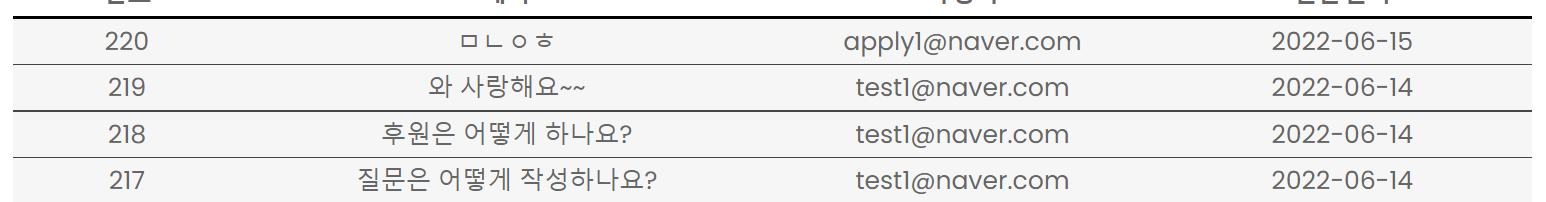 220 ㅁㄴㅇㅎ apply1@naver.com 2022-06-15
219 와 사랑해요~~ test1@naver.com 2022-06-14
218 후원은 어떻게 하나요? test1@naver.com 2022-06-14
217 질문은 어떻게 작성하나요? test1@naver.com 2022-06-14